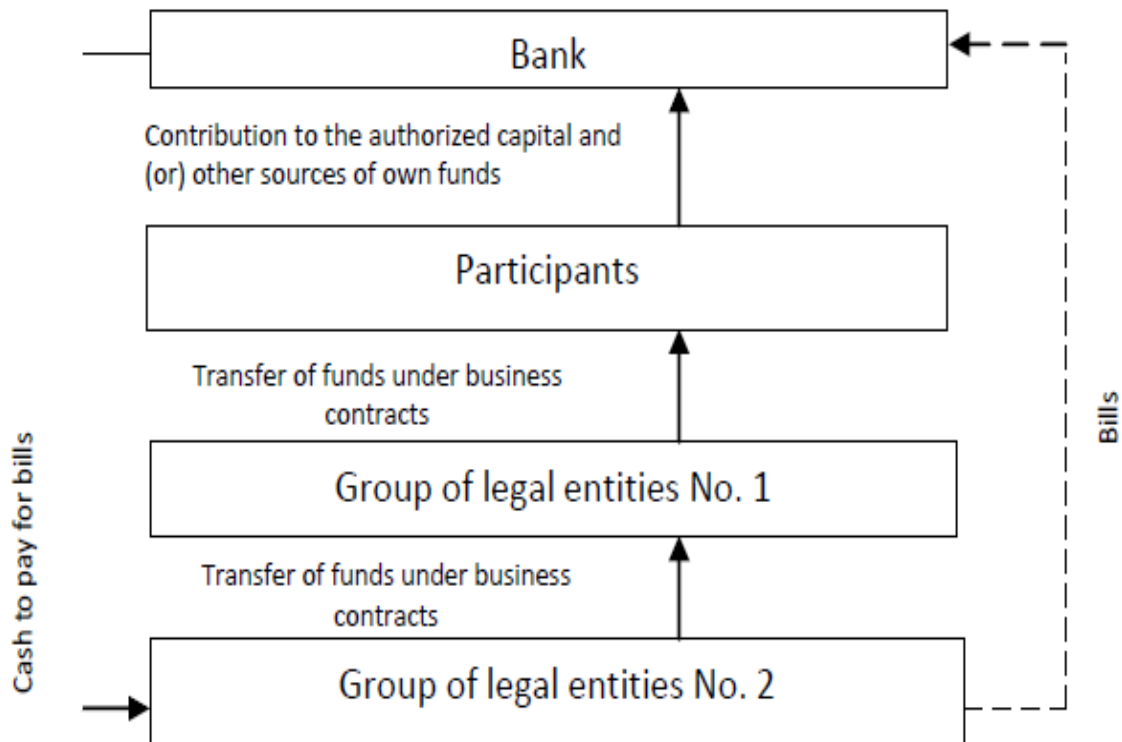 Bank
Contribution to the authorized capital and
(or) other sources of own funds
Participants
Transfer of funds under business
contracts
Group of legal entities No. 1
Transfer of funds under business
contracts
Group of legal entities No. 2
Cash to pay for bills
Bills